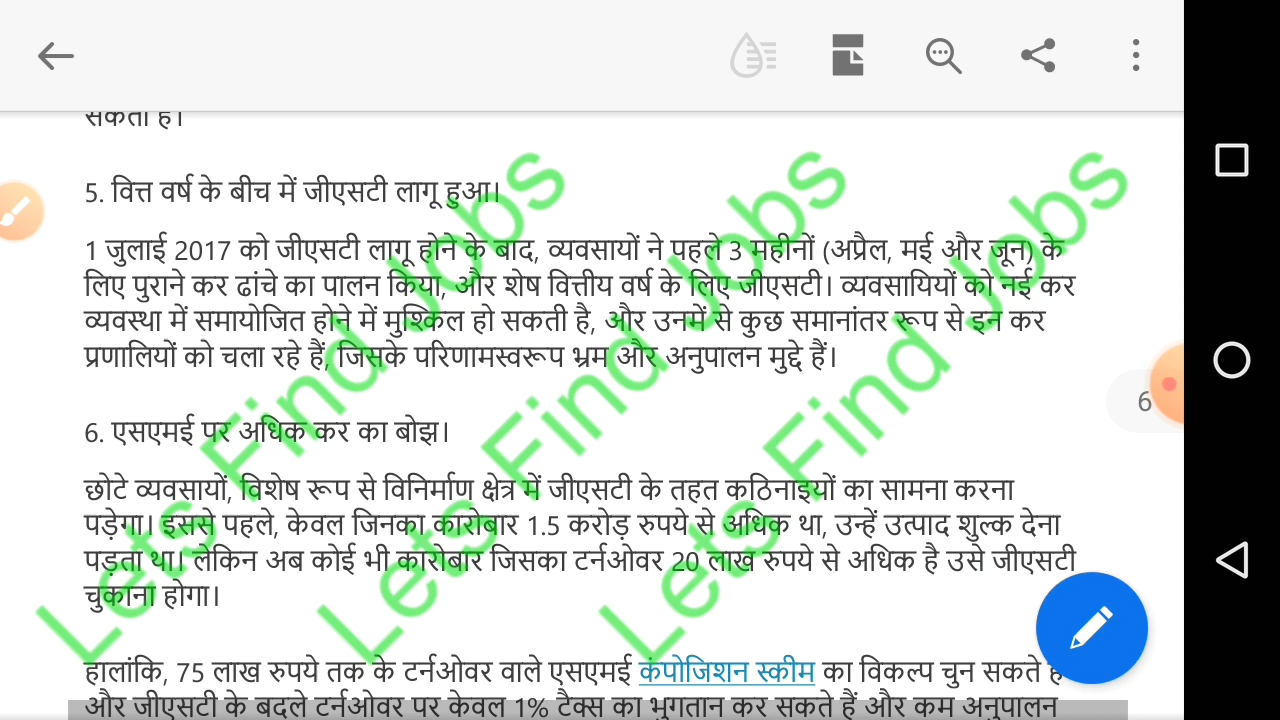 सकता है।
5. वित्त वर्ष के बीच में जीएसटी लागू हुआ।
1 जुलाई 2017 को जीएसटी लागू होने के बाद, व्यवसायों ने पहले 3 महीनों (अप्रैल, मई और जून) के
लिए पुराने कर ढांचे का पालन किया, और शेष वित्तीय वर्ष के लिए जीएसटी। व्यवसायियों को नई कर
व्यवस्था में समायोजित होने में मुश्किल हो सकती है, और उनमें से कुछ समानांतर रूप से इन कर
प्रणालियों को चला रहे हैं, जिसके परिणामस्वरूप भ्रम और अनुपालन मुद्दे हैं।
6
6. एसएमई पर अधिक कर का बोझ।
छोटे व्यवसायों, विशेष रूप से विनिर्माण क्षेत्र में जीएसटी के तहत कठिनाइयों का सामना करना
पड़ेगा। इससे पहले, केवल जिनका कारोबार 1.5 करोड़ रुपये से अधिक था, उन्हें उत्पाद शुल्क देना
पड़ता था। लेकिन अब कोई भी कारोबार जिसका टर्नओवर 20 लाख रुपये से अधिक है उसे जीएसटी
चुकाना होगा।
हालांकि, 75 लाख रुपये तक के टर्नओवर वाले एसएमई कंपोजिशन स्कीम का विकल्प चुन सकते हैं
और जीएसटी के बदले टर्नओवर पर केवल 1% टैक्स का भुगतान कर सकते हैं और कम अनुपालन
Lets Find Jobs
Lets Find Jobs
Lets Find Jobs